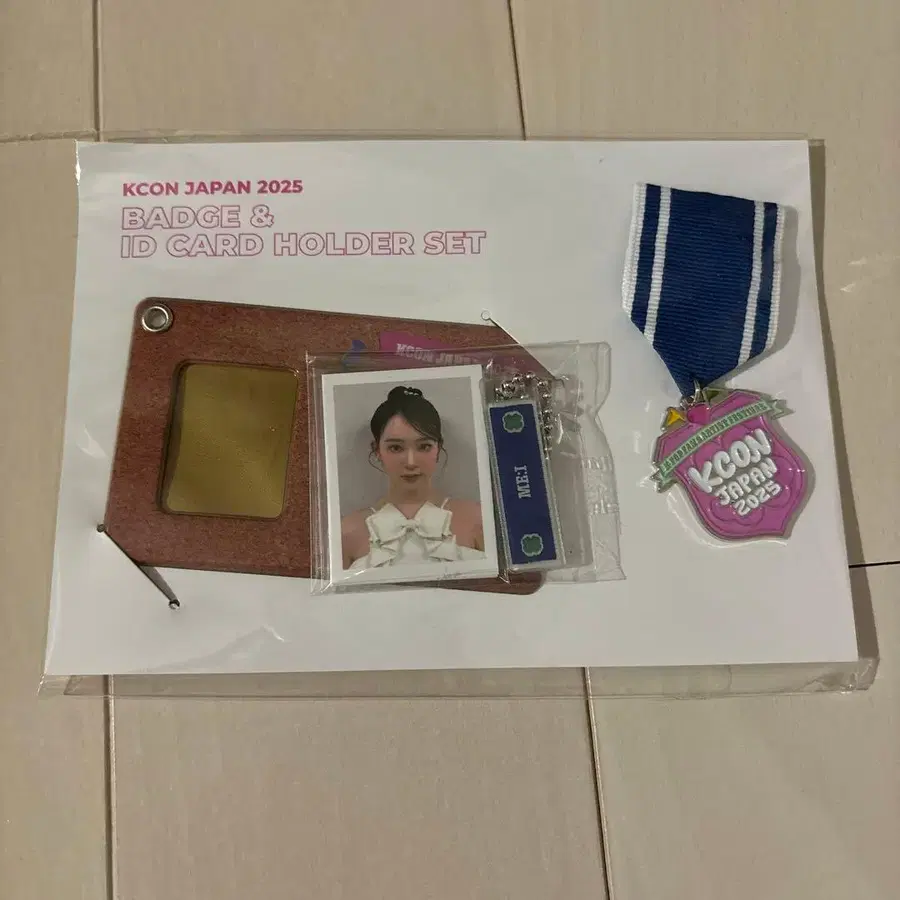 KCON JAPAN 2025
BADGE &
ID CARD HOLDER SET
KCON JAPAN
ME:I
KCON
JAPAN
2025